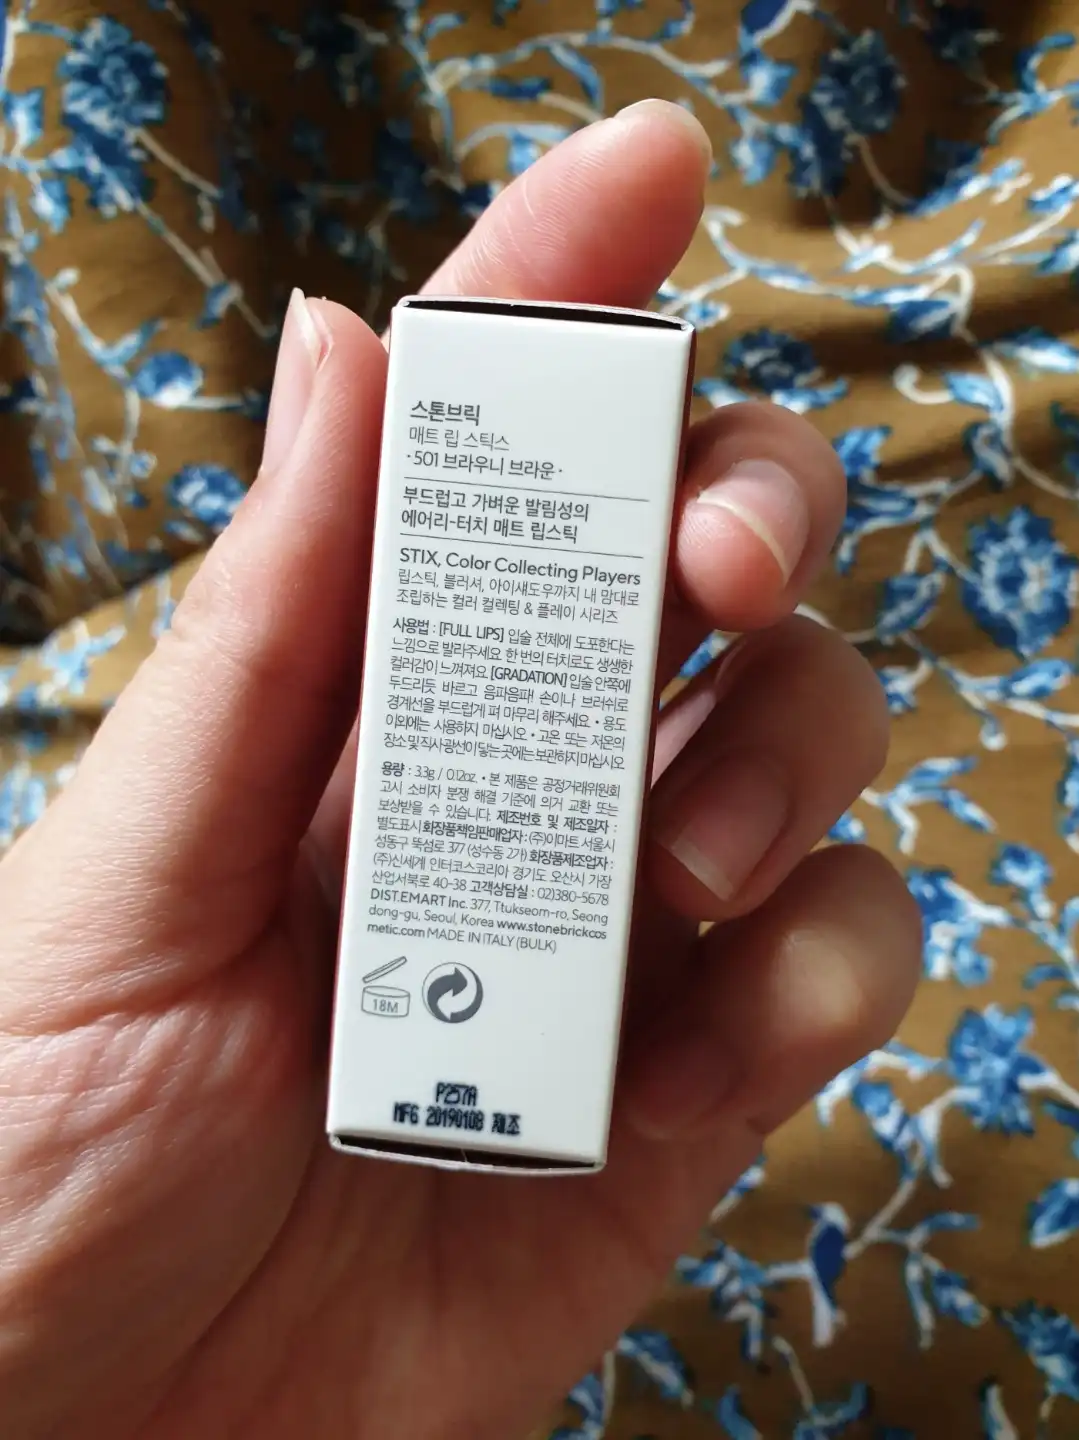 스톤브릭
매트 립 스틱스
·501 브라우니 브라운·
부드럽고 가벼운 발림성의
에어리-터치 매트 립스틱
STIX, Color Collecting Players
립스틱, 블러셔, 아이섀도우까지 내 맘대로
조립하는 컬러 컬렉팅 & 플레이 시리즈
사용법 : [FULL LIPS] 입술 전체에 도포한다는
느낌으로 발라주세요. 한 번의 터치로도 생생한
컬러감이 느껴져요. [GRADATION] 입술 안쪽에
두드리듯 바르고 음파음파! 손이나 브러쉬로
경계선을 부드럽게 펴 마무리 해주세요 • 용도
이외에는 사용하지 마십시오 • 고온 또는 저온의
장소 및 직사광선이 닿는 곳에는 보관하지 마십시오
용량 : 3.3g / 0.12oz. • 본 제품은 공정거래위원회
고시 소비자 분쟁 해결 기준에 의거 교환 또는
보상받을 수 있습니다. 제조번호 및 제조일자 :
별도표시 화장품책임판매업자 : (주)이마트 서울시
성동구 뚝섬로 377 (성수동 2가) 화장품제조업자 :
(주)신세계 인터코스코리아 경기도 오산시 가장
산업서북로 40-38 고객상담실 : 02)380-5678
DIST.EMART Inc. 377, Ttukseom-ro, Seong
dong-gu, Seoul, Korea www.stonebrickcos
metic.com MADE IN ITALY (BULK)
18M
P257A
MFG 20190108 제조